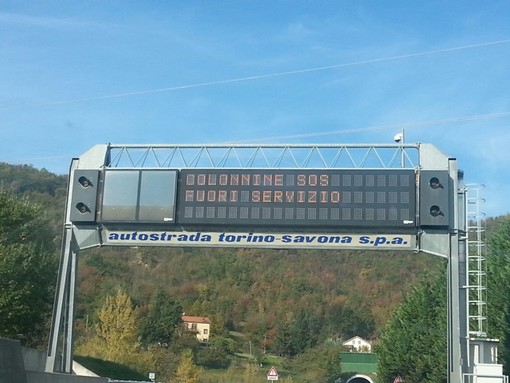 COLONNINE SOS
FUORI SERVIZIO
autostrada torino-savona s.p.a.